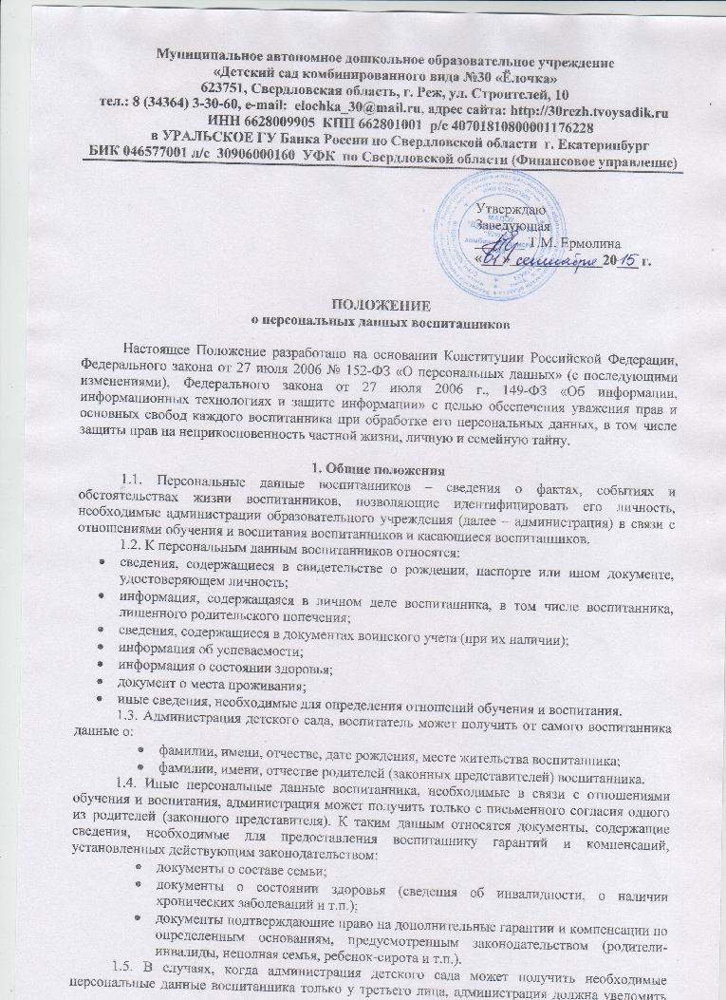 Муниципальное автономное дошкольное образовательное учреждение
«Детский сад комбинированного вида №30 «Ёлочка»
623751, Свердловская область, г. Реж, ул. Строителей, 10
тел.: 8 (34364) 3-30-60, e-mail: elochka_30@mail.ru, адрес сайта: http://30rezh.tvoysadik.ru
ИНН 6628009905 КПП 662801001 р/с 40701810800001176228
в УРАЛЬСКОЕ ГУ Банка России по Свердловской области г. Екатеринбург
БИК 046577001 л/с 30906000160 УФК по Свердловской области (Финансовое управление)
Утверждаю
Заведующая
Т.М. Ермолина
«01» сентября 2015 г.
ПОЛОЖЕНИЕ
о персональных данных воспитанников
Настоящее Положение разработано на основании Конституции Российской Федерации,
Федерального закона от 27 июля 2006 № 152-ФЗ «О персональных данных» (с последующими
изменениями), Федерального закона от 27 июля 2006 г., 149-ФЗ «Об информации,
информационных технологиях и защите информации» с целью обеспечения уважения прав и
основных свобод каждого воспитанника при обработке его персональных данных, в том числе
защиты прав на неприкосновенность частной жизни, личную и семейную тайну.
1. Общие положения
1.1. Персональные данные воспитанников – сведения о фактах, событиях и
обстоятельствах жизни воспитанников, позволяющие идентифицировать его личность,
необходимые администрации образовательного учреждения (далее – администрация) в связи с
отношениями обучения и воспитания воспитанников и касающиеся воспитанников.
1.2. К персональным данным воспитанников относятся:
• сведения, содержащиеся в свидетельстве о рождении, паспорте или ином документе,
удостоверяющем личность;
• информация, содержащаяся в личном деле воспитанника, в том числе воспитанника,
лишенного родительского попечения;
• сведения, содержащиеся в документах воинского учета (при их наличии);
• информация об успеваемости;
• информация о состоянии здоровья;
• документ о места проживания;
• иные сведения, необходимые для определения отношений обучения и воспитания.
1.3. Администрация детского сада, воспитатель может получить от самого воспитанника
данные о:
• фамилии, имени, отчестве, дате рождения, месте жительства воспитанника;
• фамилии, имени, отчестве родителей (законных представителей) воспитанника.
1.4. Иные персональные данные воспитанника, необходимые в связи с отношениями
обучения и воспитания, администрация может получить только с письменного согласия одного
из родителей (законного представителя). К таким данным относятся документы, содержащие
сведения, необходимые для предоставления воспитаннику гарантий и компенсаций,
установленных действующим законодательством:
• документы о составе семьи;
• документы о состоянии здоровья (сведения об инвалидности, о наличии
хронических заболеваний и т.п.);
• документы подтверждающие право на дополнительные гарантии и компенсации по
определенным основаниям, предусмотренным законодательством (родители-
инвалиды, неполная семья, ребенок-сирота и т.п.).
1.5. В случаях, когда администрация детского сада может получить необходимые
персональные данные воспитанника только у третьего лица, администрация должна уведомить